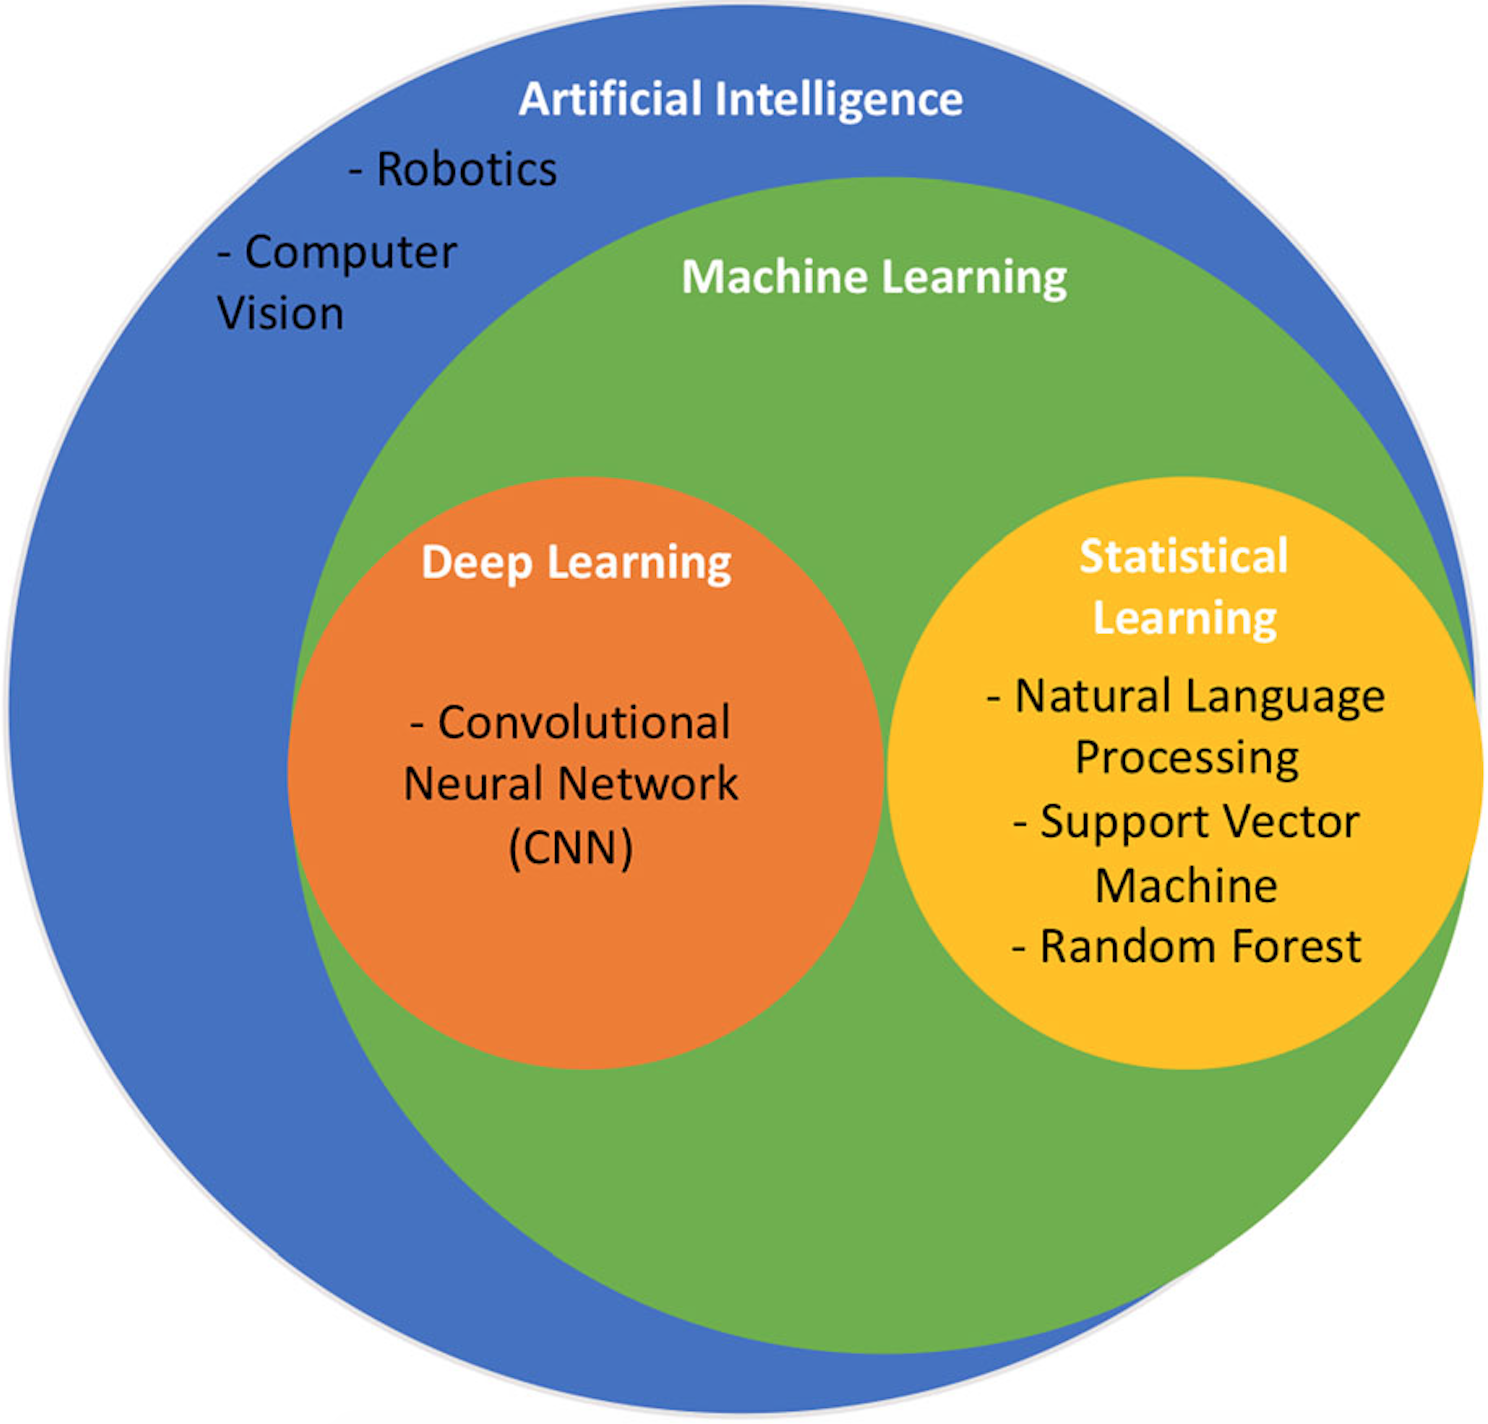 Artificial Intelligence
- Robotics
- Computer
Vision
Machine Learning
Deep Learning
- Convolutional
Neural Network
(CNN)
Statistical
Learning
- Natural Language
Processing
- Support Vector
Machine
- Random Forest